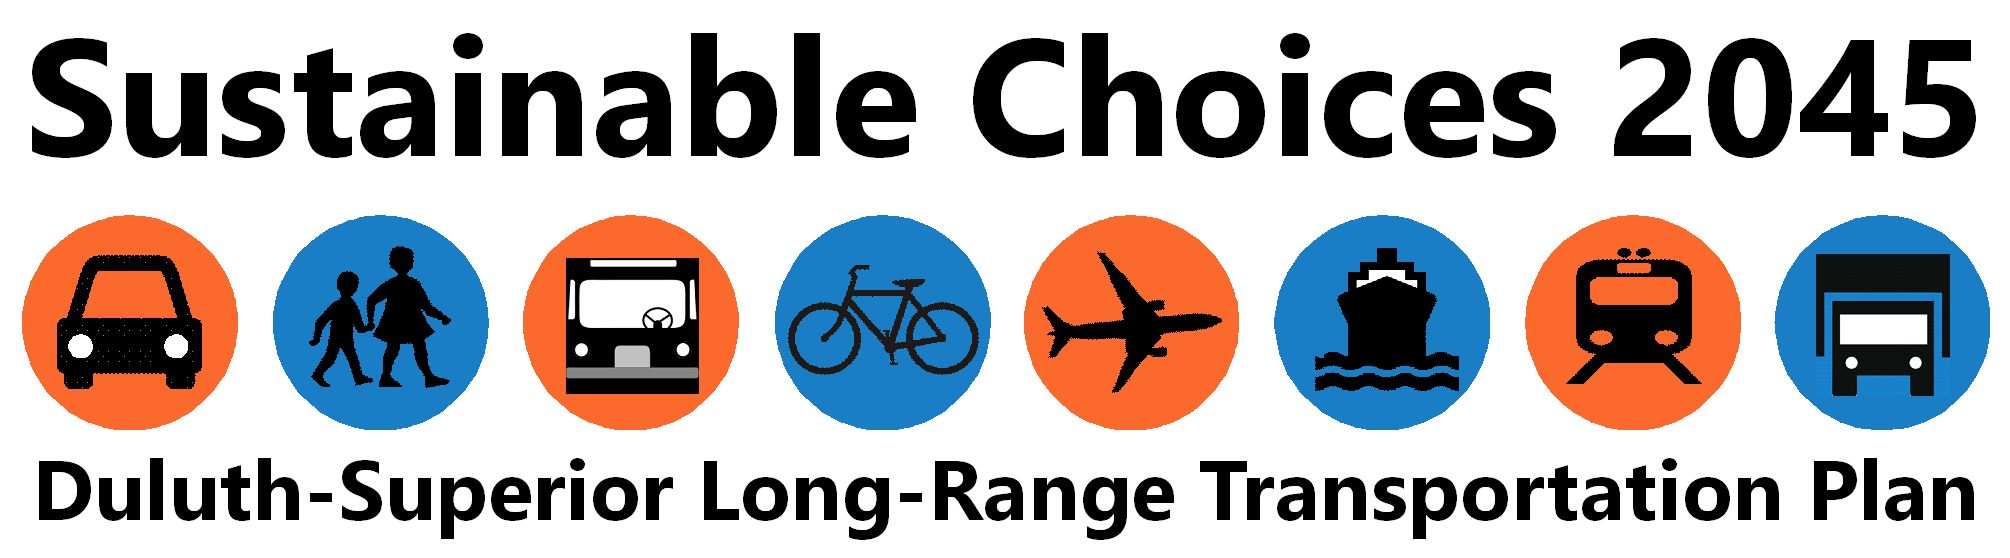 Sustainable Choices 2045
Duluth-Superior Long-Range Transportation Plan